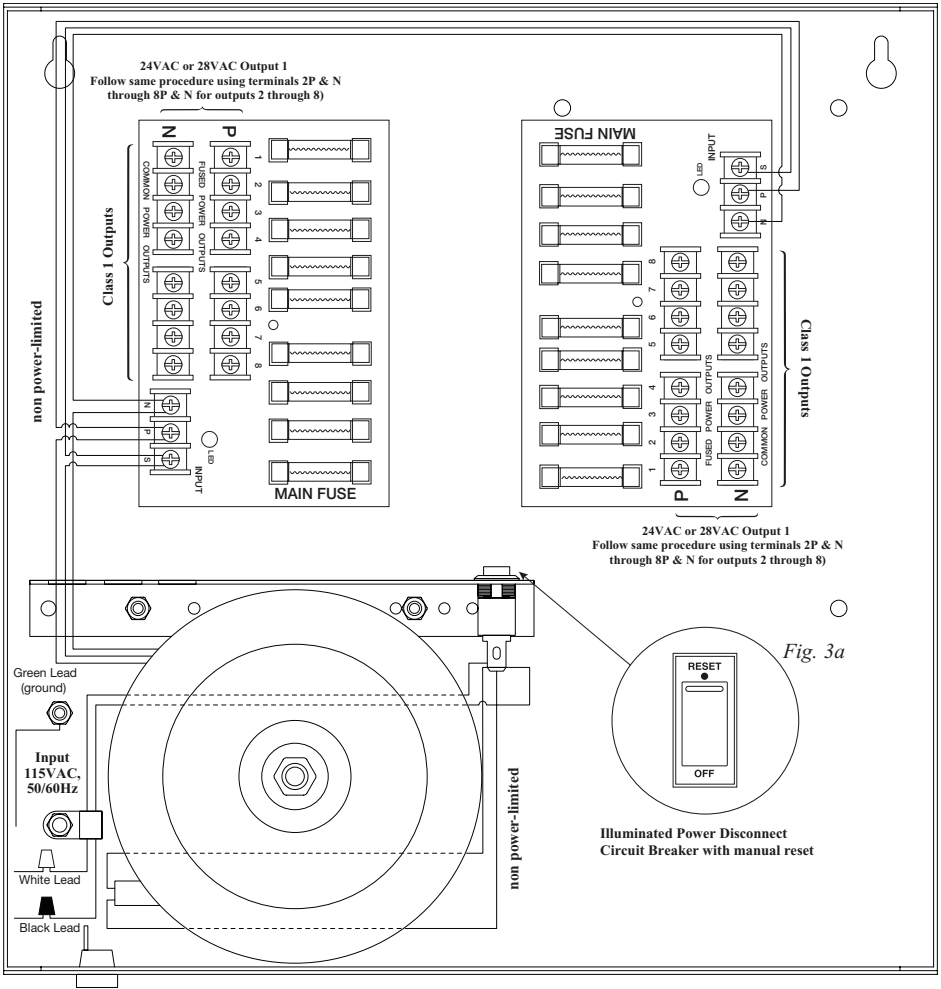 24VAC or 28VAC Output 1
Follow same procedure using terminals 2P & N
through 8P & N for outputs 2 through 8)
N
P
Class 1 Outputs
COMMON POWER OUTPUTS
FUSED POWER OUTPUTS
1
2
3
4
5
6
7
8
N
P
S
LED
INPUT
MAIN FUSE
non power-limited
MAIN FUSE
INPUT
LED
S
P
N
8
7
6
5
4
3
2
1
FUSED POWER OUTPUTS
COMMON POWER OUTPUTS
Class 1 Outputs
P
N
24VAC or 28VAC Output 1
Follow same procedure using terminals 2P & N
through 8P & N for outputs 2 through 8)
Fig. 3a
RESET
OFF
Illuminated Power Disconnect
Circuit Breaker with manual reset
Green Lead
(ground)
Input
115VAC,
50/60Hz
White Lead
Black Lead
non power-limited